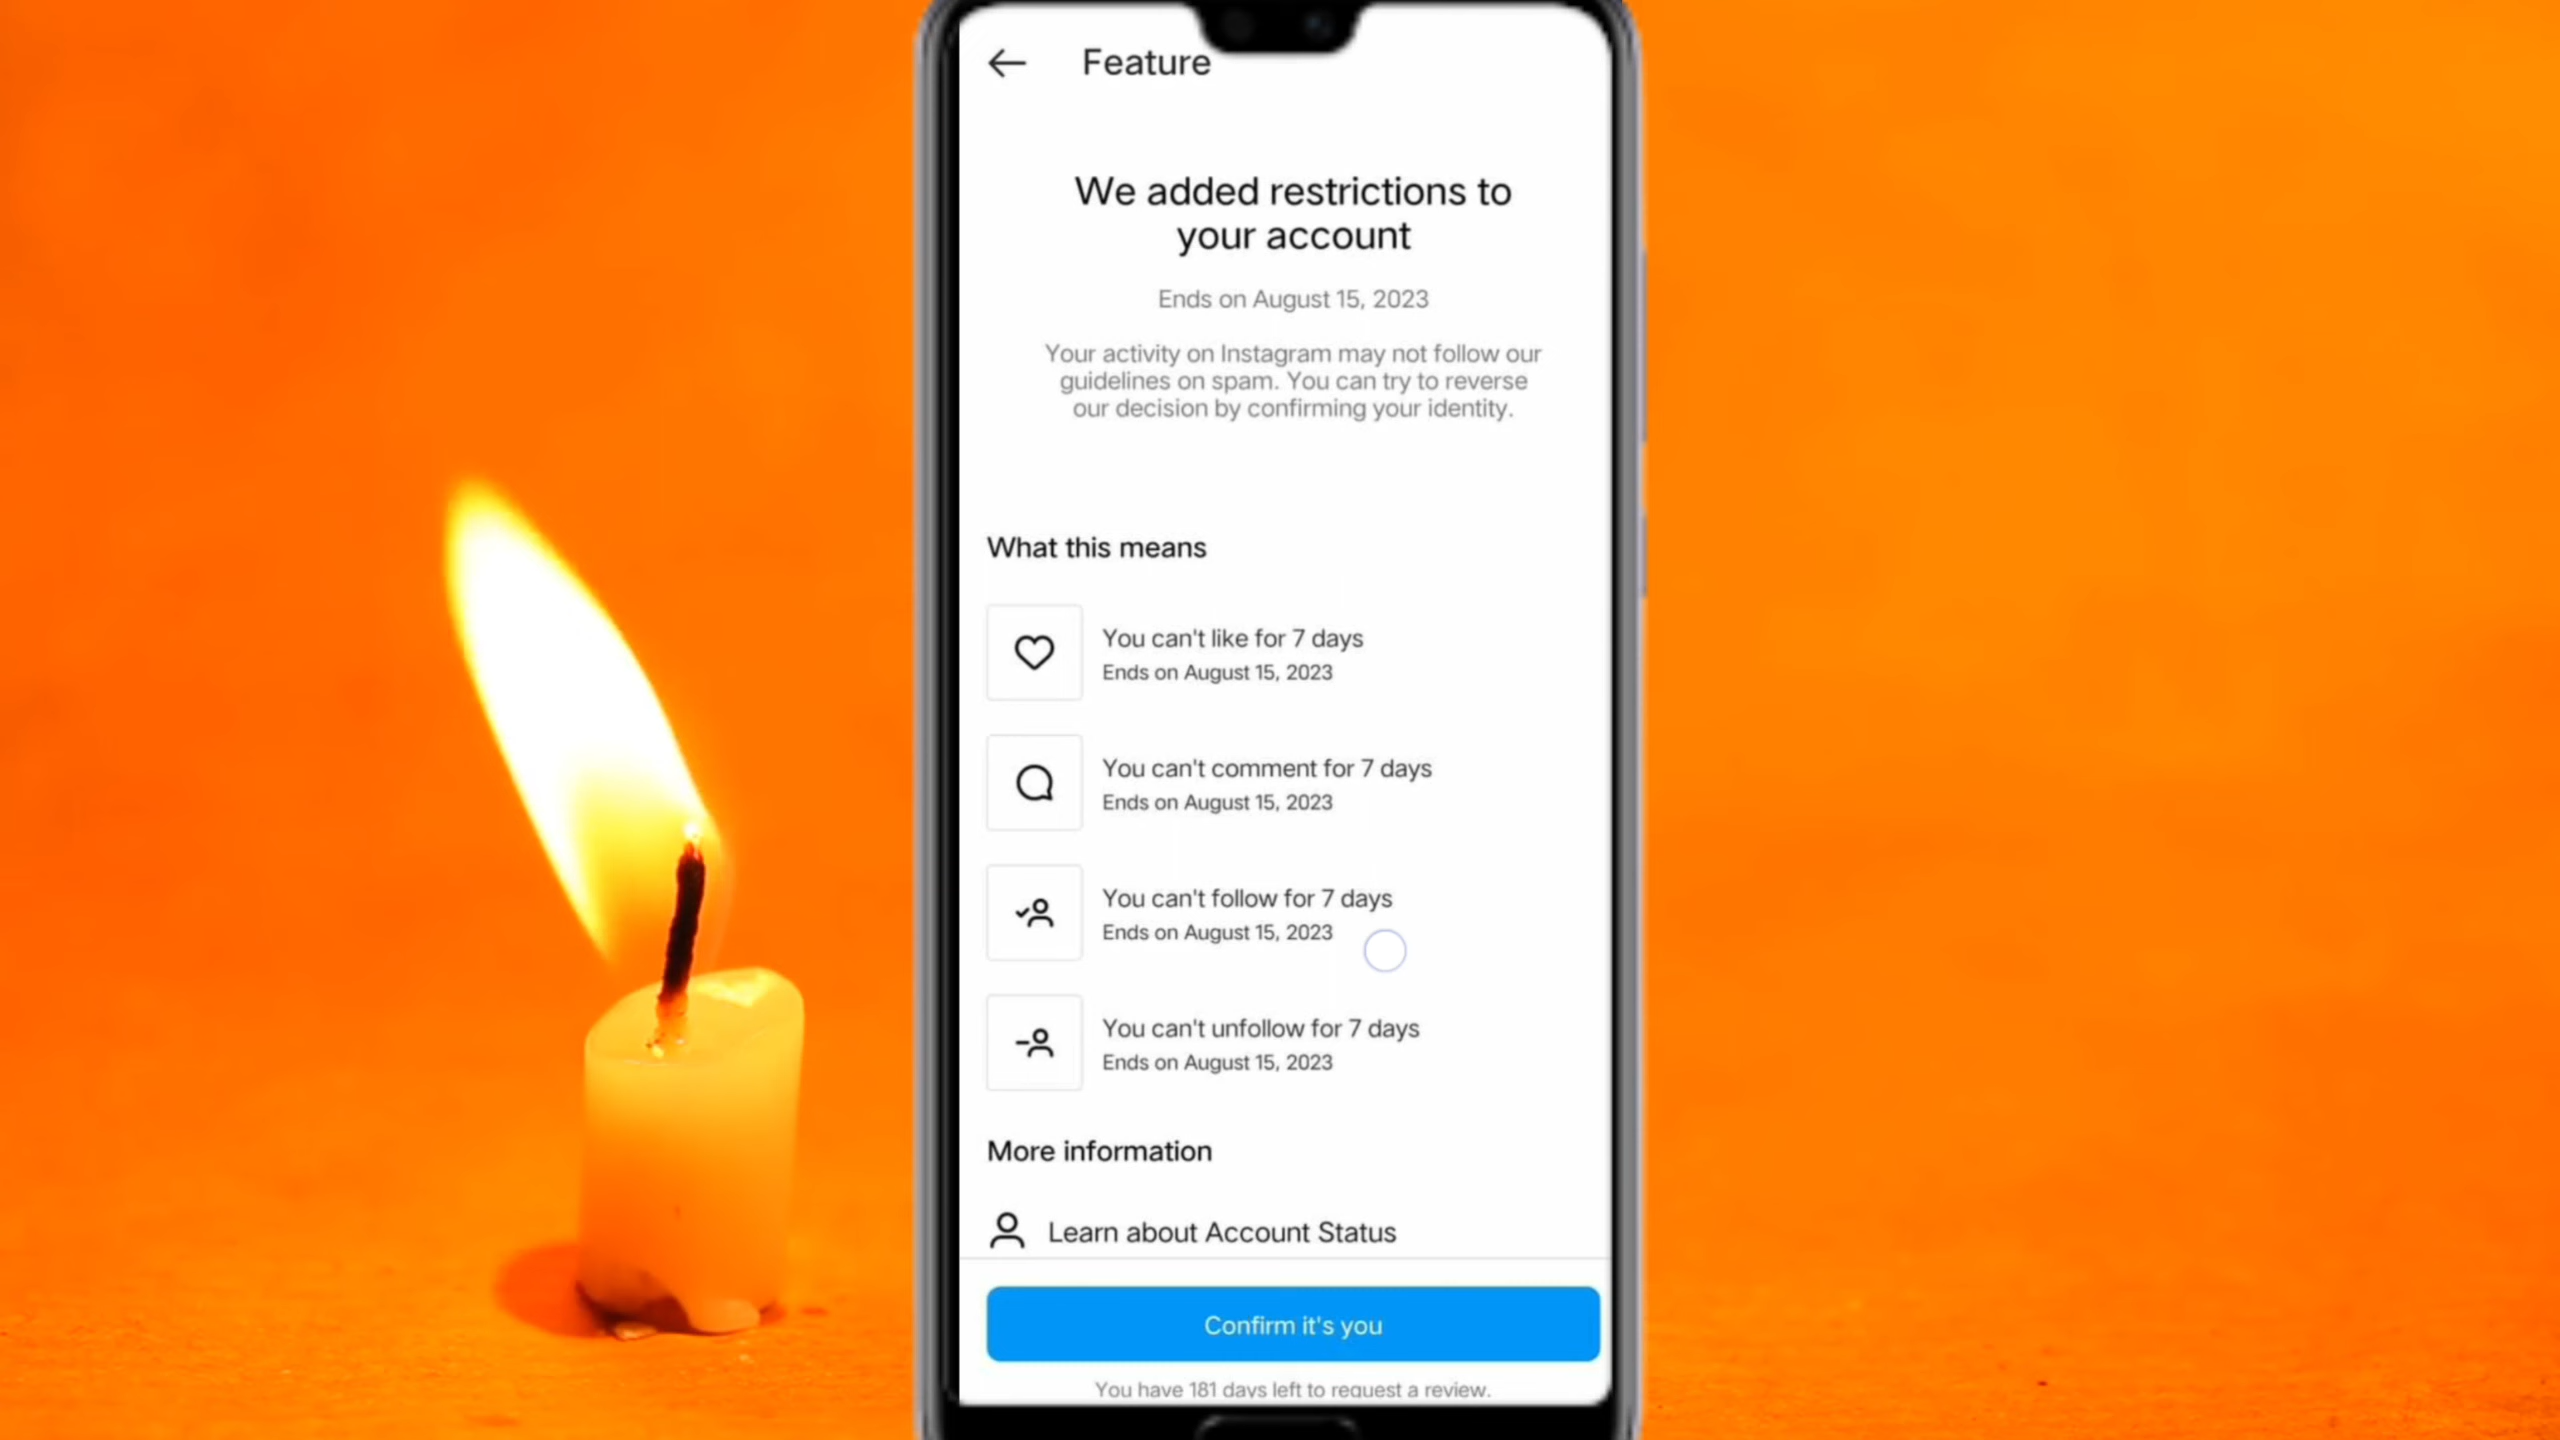 Feature
We added restrictions to
your account
Ends on August 15, 2023
Your activity on Instagram may not follow our
guidelines on spam. You can try to reverse
our decision by confirming your identity.
What this means
You can't like for 7 days
Ends on August 15, 2023
You can't comment for 7 days
Ends on August 15, 2023
You can't follow for 7 days
Ends on August 15, 2023
You can't unfollow for 7 days
Ends on August 15, 2023
More information
Learn about Account Status
Confirm it's you
You have 181 days left to request a review.